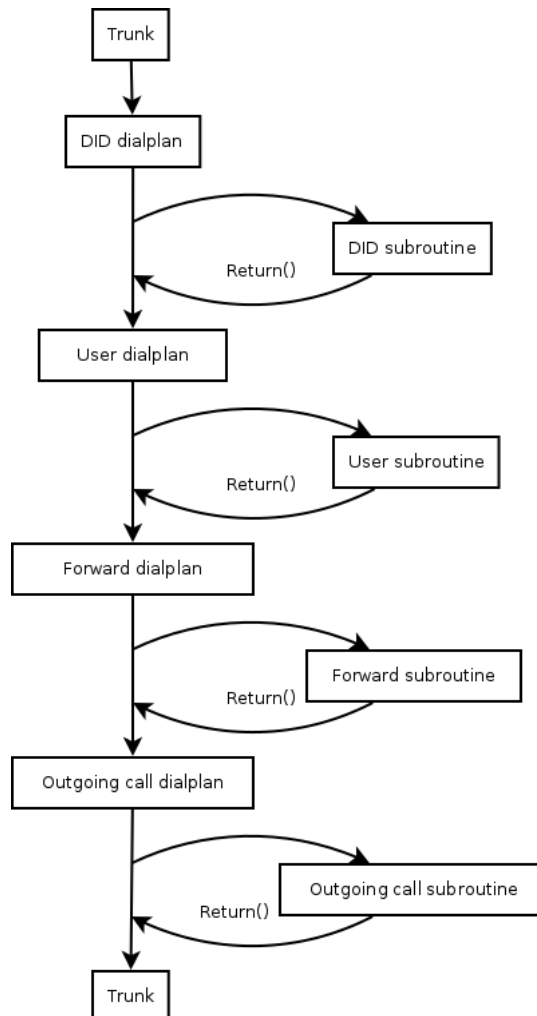 Trunk
DID dialplan
DID subroutine
Return()
User dialplan
User subroutine
Return()
Forward dialplan
Forward subroutine
Return()
Outgoing call dialplan
Outgoing call subroutine
Return()
Trunk